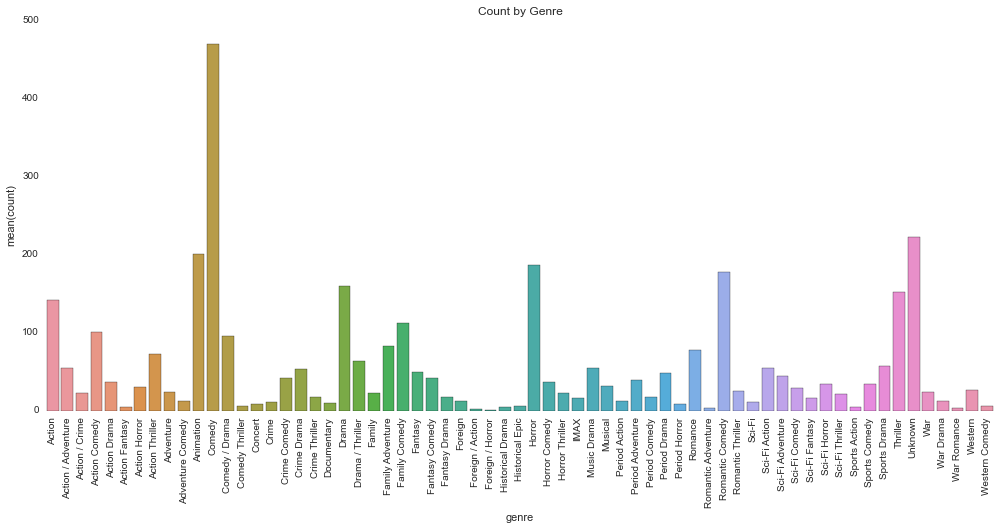 Count by Genre
500
400
300
200
100
0
mean(count)
Action
Action / Adventure
Action / Crime
Action Comedy
Action Drama
Action Fantasy
Action Horror
Action Thriller
Adventure
Adventure Comedy
Animation
Comedy
Comedy / Drama
Comedy Thriller
Concert
Crime
Crime Comedy
Crime Drama
Crime Thriller
Documentary
Drama
Drama / Thriller
Family
Family Adventure
Family Comedy
Fantasy
Fantasy Comedy
Fantasy Drama
Foreign
Foreign / Action
Foreign / Horror
Historical Drama
Historical Epic
Horror
Horror Comedy
Horror Thriller
IMAX
Music Drama
Musical
Period Action
Period Adventure
Period Comedy
Period Drama
Period Horror
Romance
Romantic Adventure
Romantic Comedy
Romantic Thriller
Sci-Fi
Sci-Fi Action
Sci-Fi Adventure
Sci-Fi Comedy
Sci-Fi Fantasy
Sci-Fi Horror
Sci-Fi Thriller
Sports Action
Sports Comedy
Sports Drama
Thriller
Unknown
War
War Drama
War Romance
Western
Western Comedy
genre